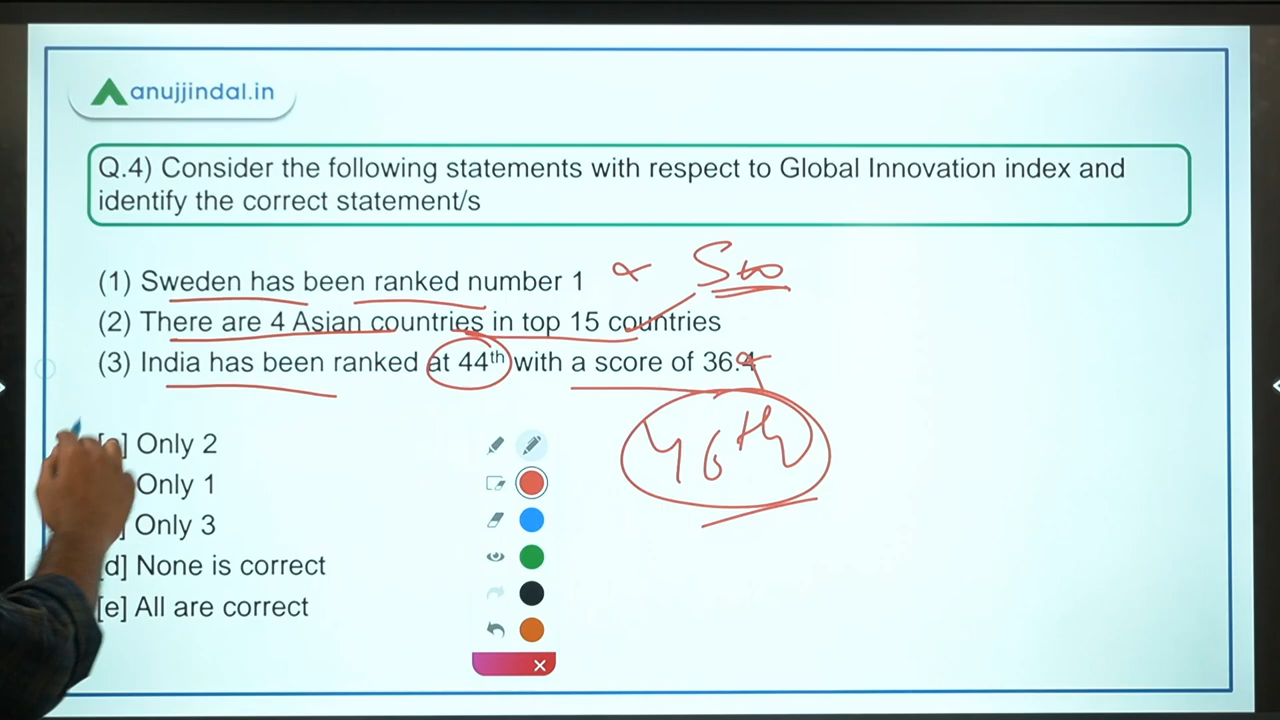 anujjindal.in
Q.4) Consider the following statements with respect to Global Innovation index and
identify the correct statement/s
(1) Sweden has been ranked number 1
(2) There are 4 Asian countries in top 15 countries
(3) India has been ranked at 44th with a score of 36.4
46th
Only 2
Only 1
Only 3
[d] None is correct
[e] All are correct